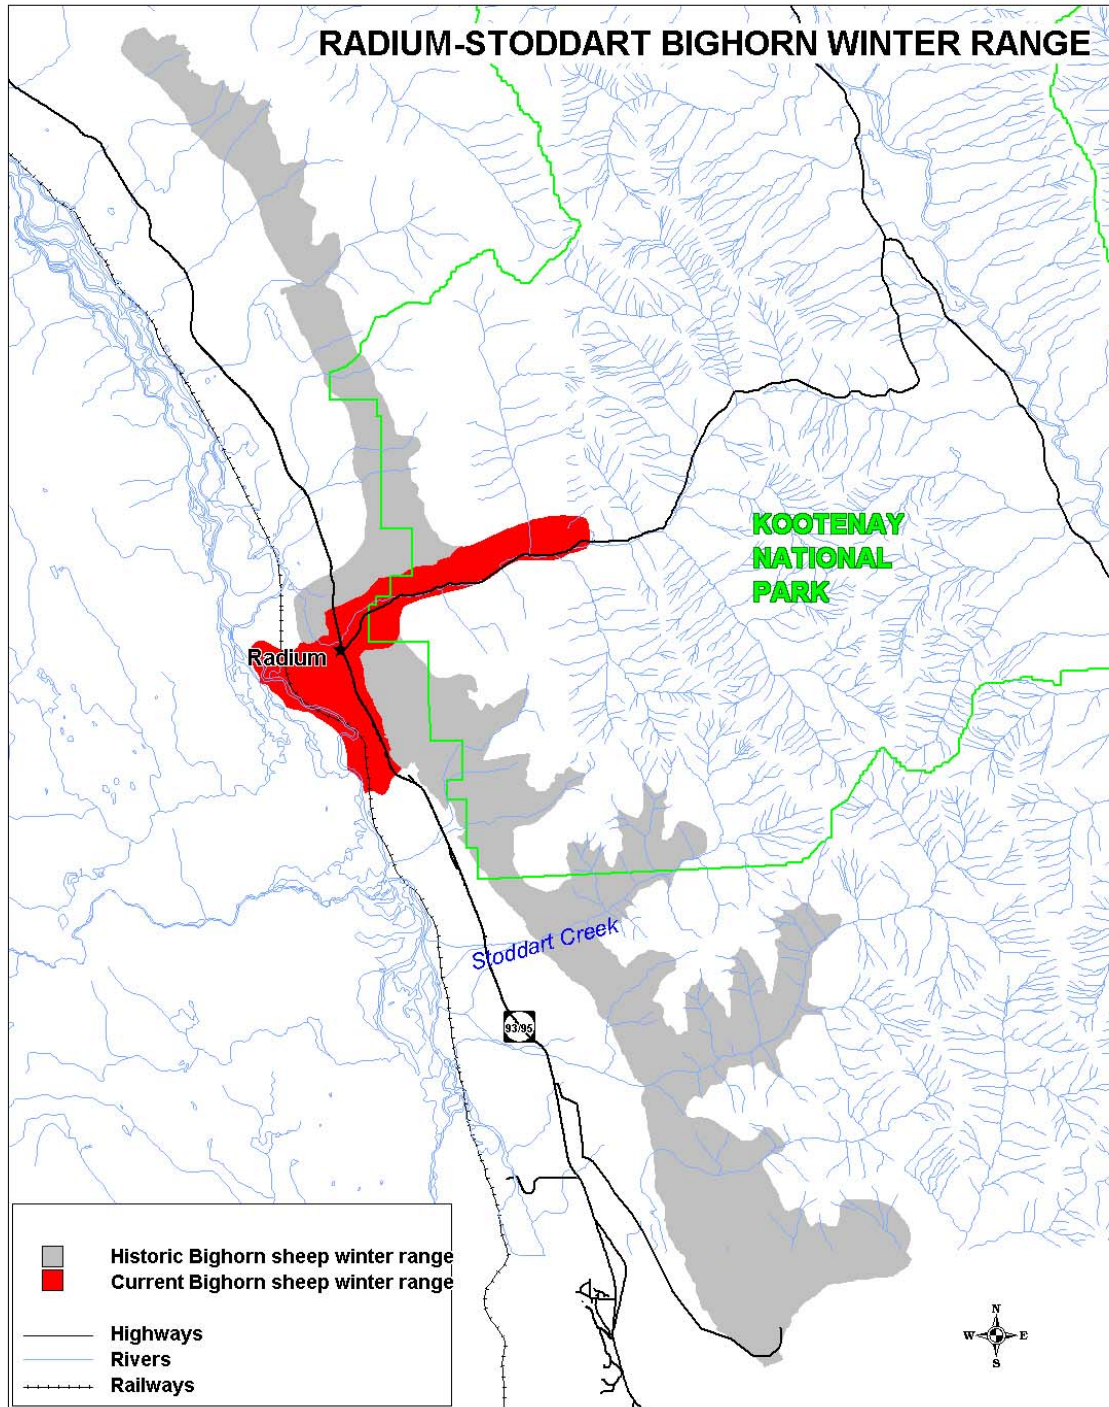 RADIUM-STODDART BIGHORN WINTER RANGE
KOOTENAY
NATIONAL
PARK
Radium
Stoddart Creek
93/95
Historic Bighorn sheep winter range
Current Bighorn sheep winter range
Highways
Rivers
Railways
N
W E
S